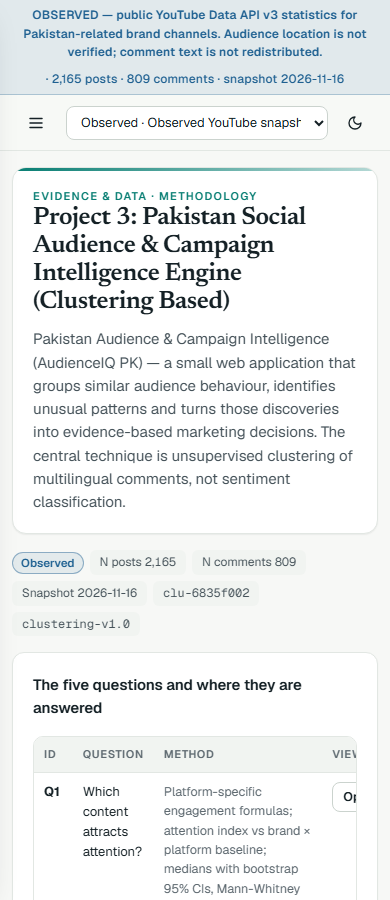 OBSERVED — public YouTube Data API v3 statistics for
Pakistan-related brand channels. Audience location is not
verified; comment text is not redistributed.
· 2,165 posts · 809 comments · snapshot 2026-11-16
Observed · Observed YouTube snapsh
EVIDENCE & DATA · METHODOLOGY
Project 3: Pakistan Social
Audience & Campaign
Intelligence Engine
(Clustering Based)
Pakistan Audience & Campaign Intelligence
(AudienceIQ PK) — a small web application that
groups similar audience behaviour, identifies
unusual patterns and turns those discoveries
into evidence-based marketing decisions. The
central technique is unsupervised clustering of
multilingual comments, not sentiment
classification.
Observed N posts 2,165 N comments 809
Snapshot 2026-11-16 clu-6835f002
clustering-v1.0
The five questions and where they are
answered
ID QUESTION METHOD VIEW
Q1 Which Platform-specific
content engagement formulas; Op
attracts attention index vs brand ×
attention? platform baseline;
medians with bootstrap
95% CIs, Mann-Whitney